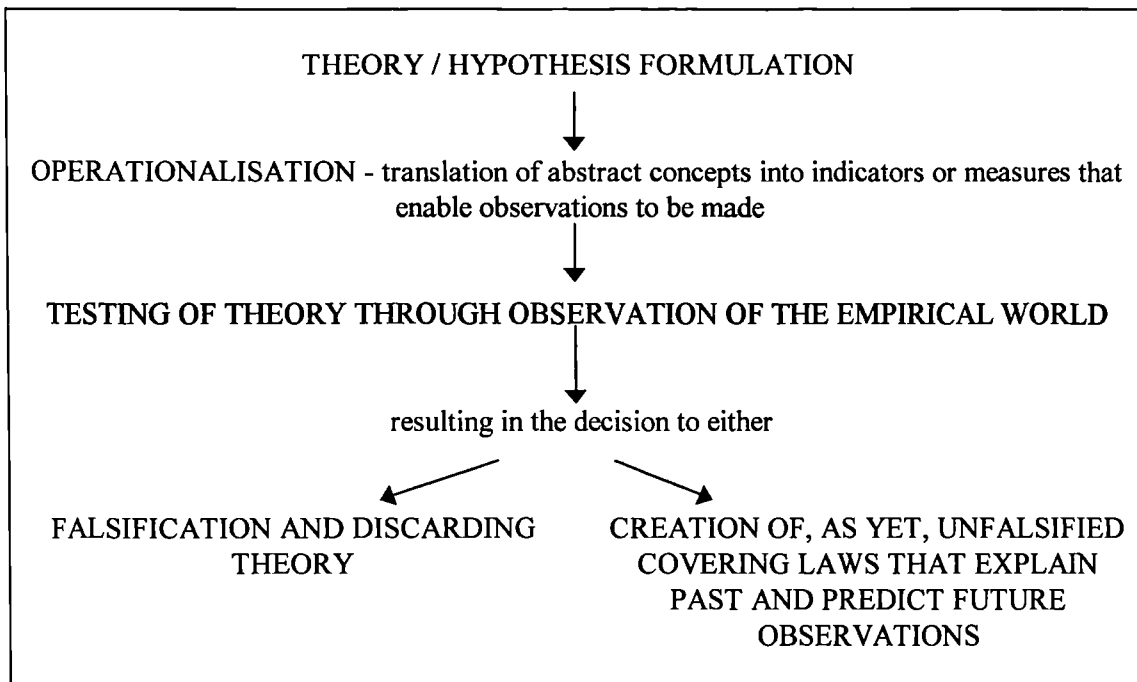 THEORY / HYPOTHESIS FORMULATION
OPERATIONALISATION - translation of abstract concepts into indicators or measures that
enable observations to be made
TESTING OF THEORY THROUGH OBSERVATION OF THE EMPIRICAL WORLD
resulting in the decision to either
FALSIFICATION AND DISCARDING
THEORY
CREATION OF, AS YET, UNFALSIFIED
COVERING LAWS THAT EXPLAIN
PAST AND PREDICT FUTURE
OBSERVATIONS